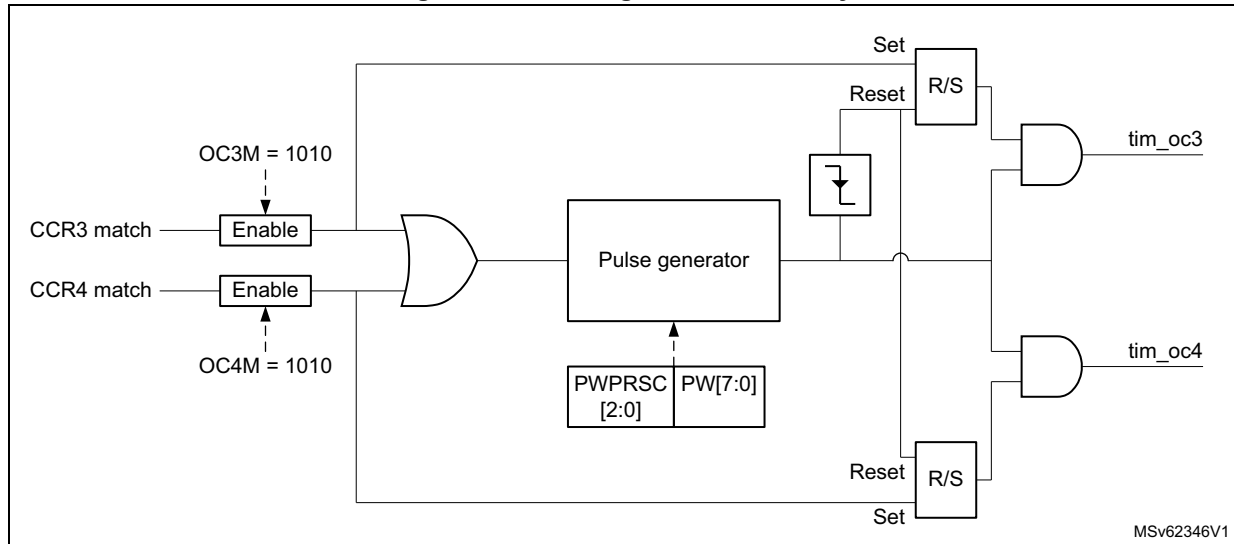 Set
R/S
Reset
OC3M = 1010
tim_oc3
CCR3 match
Enable
Pulse generator
CCR4 match
Enable
OC4M = 1010
tim_oc4
PWPRSC
[2:0]
PW[7:0]
Reset
R/S
Set
MSv62346V1